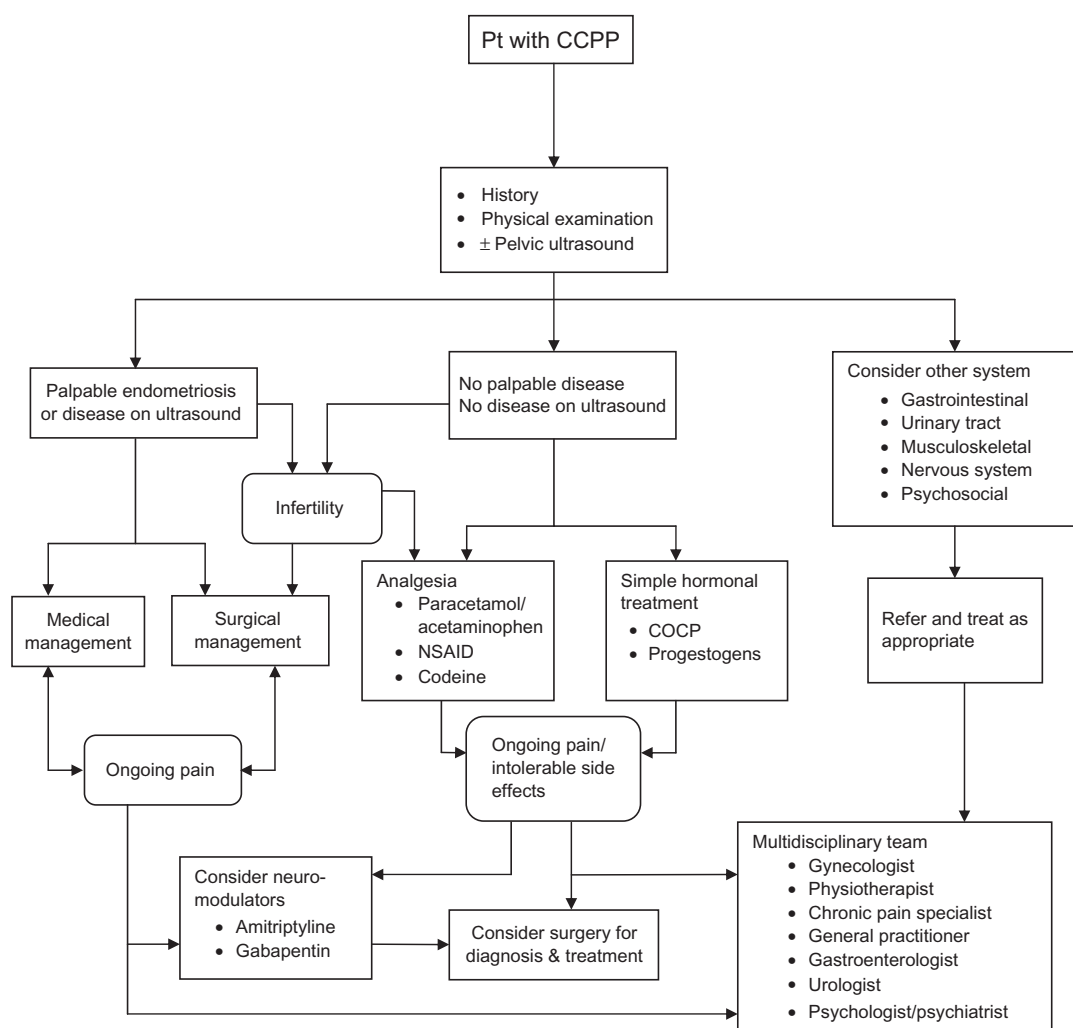 Pt with CCPP
• History
• Physical examination
• ± Pelvic ultrasound
Palpable endometriosis
or disease on ultrasound
No palpable disease
No disease on ultrasound
Consider other system
• Gastrointestinal
• Urinary tract
• Musculoskeletal
• Nervous system
• Psychosocial
Infertility
Medical
management
Surgical
management
Analgesia
• Paracetamol/
acetaminophen
• NSAID
• Codeine
Simple hormonal
treatment
• COCP
• Progestogens
Refer and treat as
appropriate
Ongoing pain
Ongoing pain/
intolerable side
effects
Consider neuro-
modulators
• Amitriptyline
• Gabapentin
Consider surgery for
diagnosis & treatment
Multidisciplinary team
• Gynecologist
• Physiotherapist
• Chronic pain specialist
• General practitioner
• Gastroenterologist
• Urologist
• Psychologist/psychiatrist